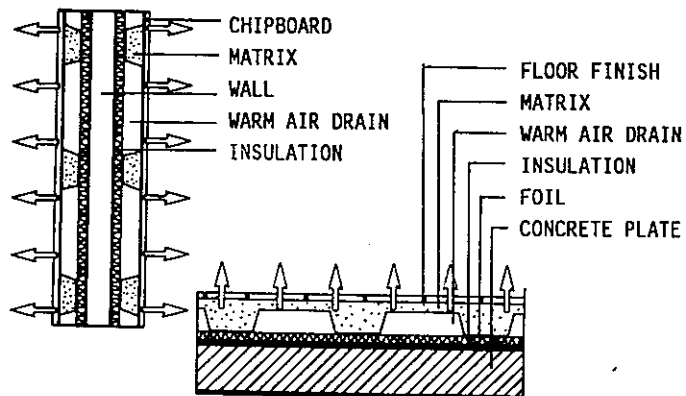 CHIPBOARD
MATRIX
WALL
WARM AIR DRAIN
INSULATION
FLOOR FINISH
MATRIX
WARM AIR DRAIN
INSULATION
FOIL
CONCRETE PLATE